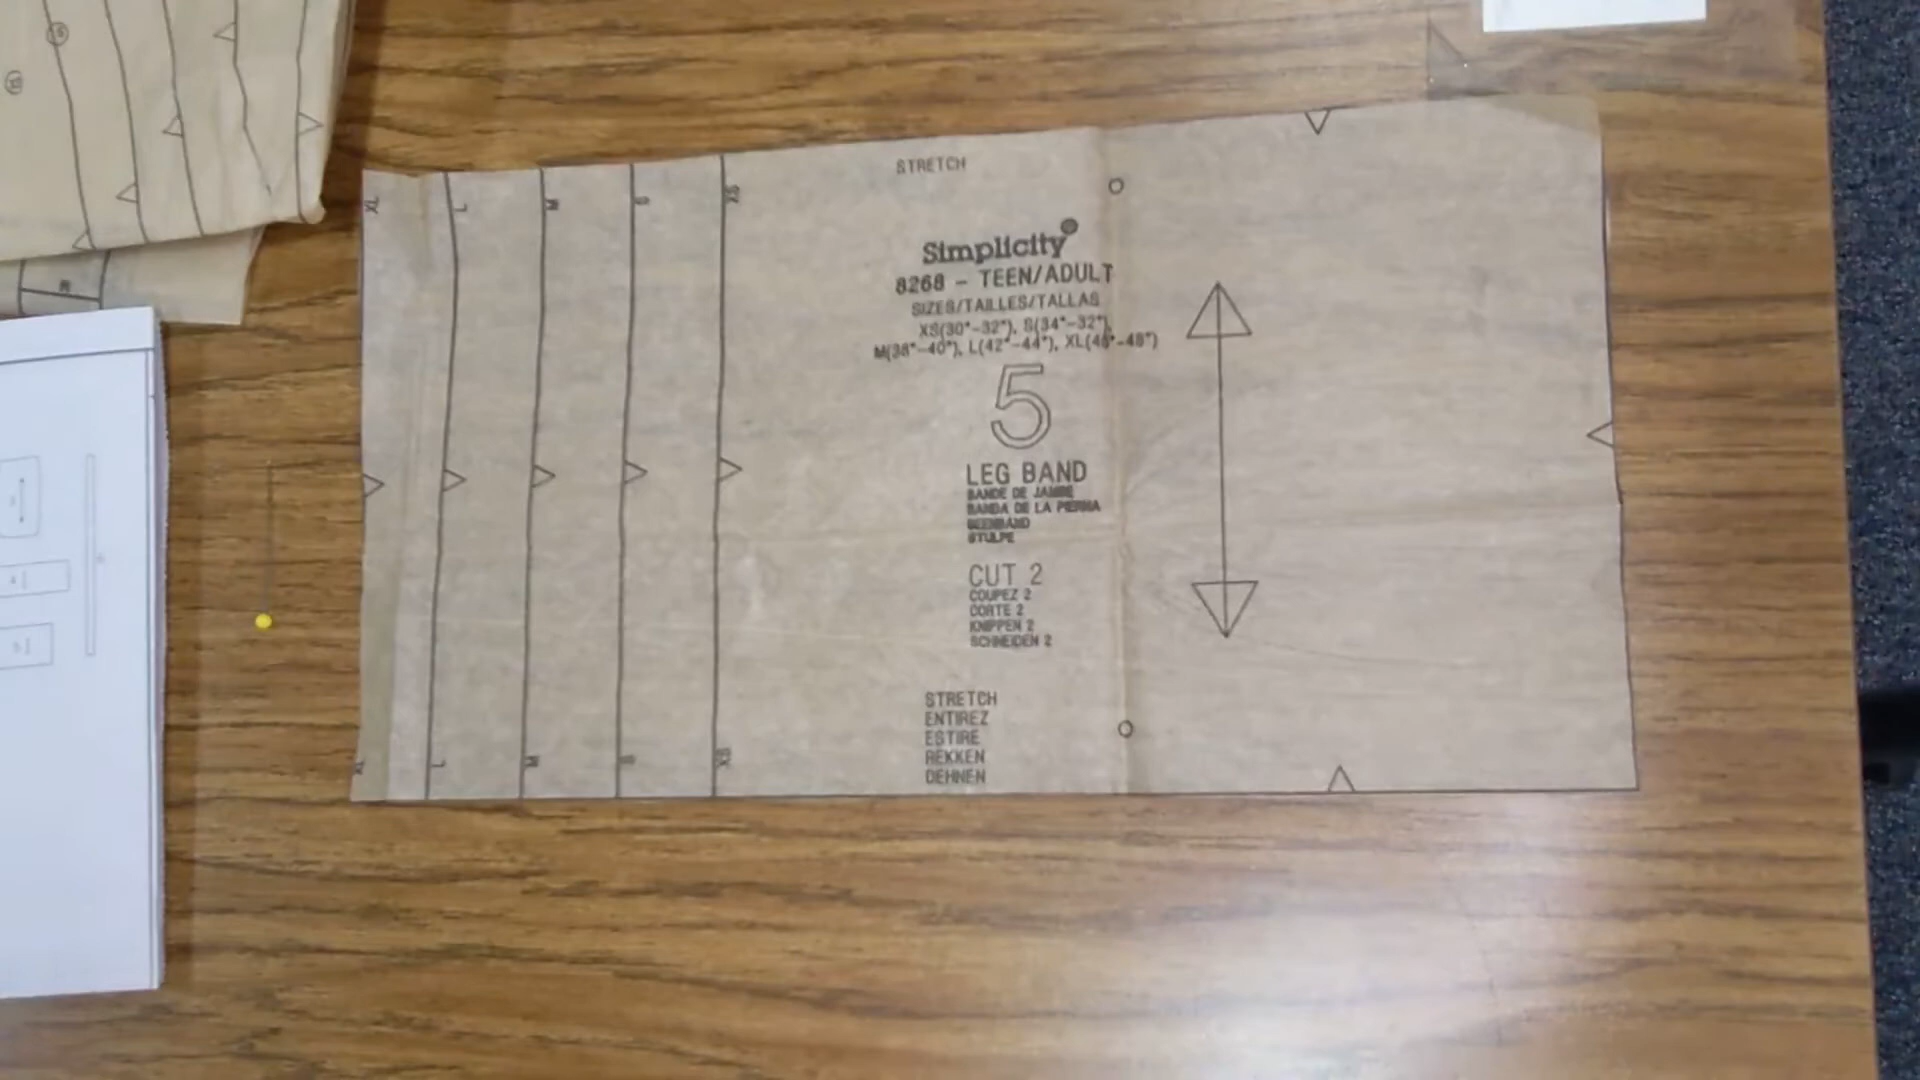 XL
L
M
S
XS
STRETCH
Simplicity
8268 - TEEN/ADULT
SIZES/TAILLES/TALLAS
XS(30"-32"), S(34"-32"),
M(38"-40"), L(42"-44"), XL(46"-48")
5
LEG BAND
BANDE DE JAMBE
BANDA DE LA PIERNA
BEENBAND
STULPE
CUT 2
COUPEZ 2
CORTE 2
KNIPPEN 2
SCHNEIDEN 2
STRETCH
ENTIREZ
ESTIRE
REKKEN
DEHNEN
XL
L
M
S
XS